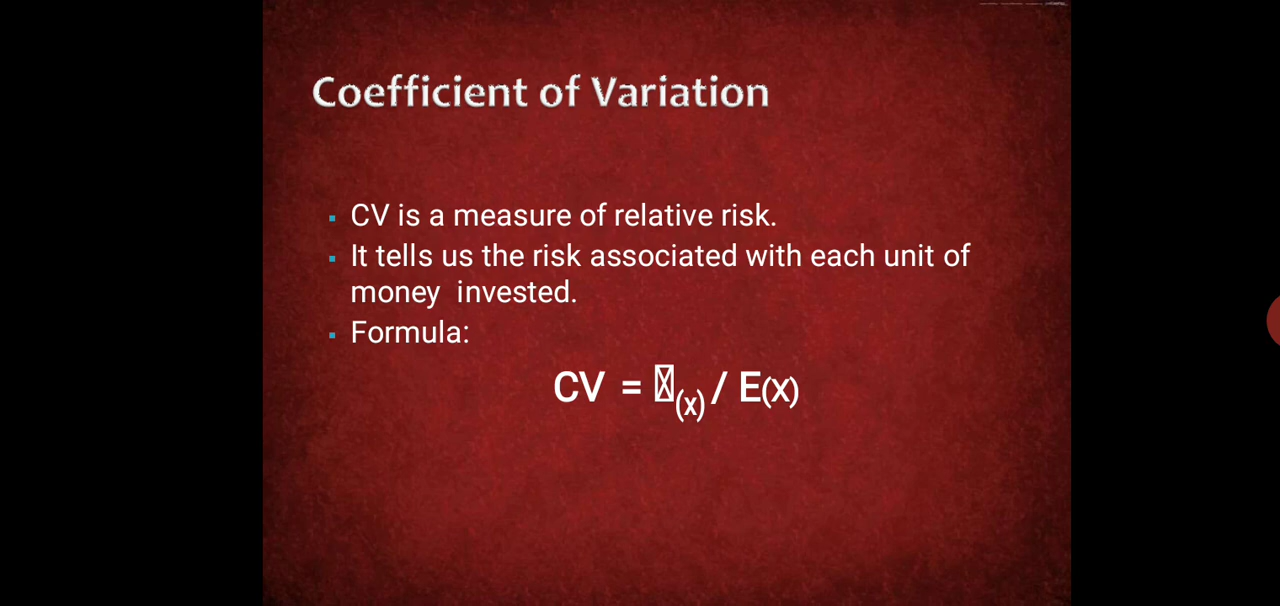 Coefficient of Variation
CV is a measure of relative risk.
It tells us the risk associated with each unit of
money invested.
Formula:
CV = (x) / E(x)